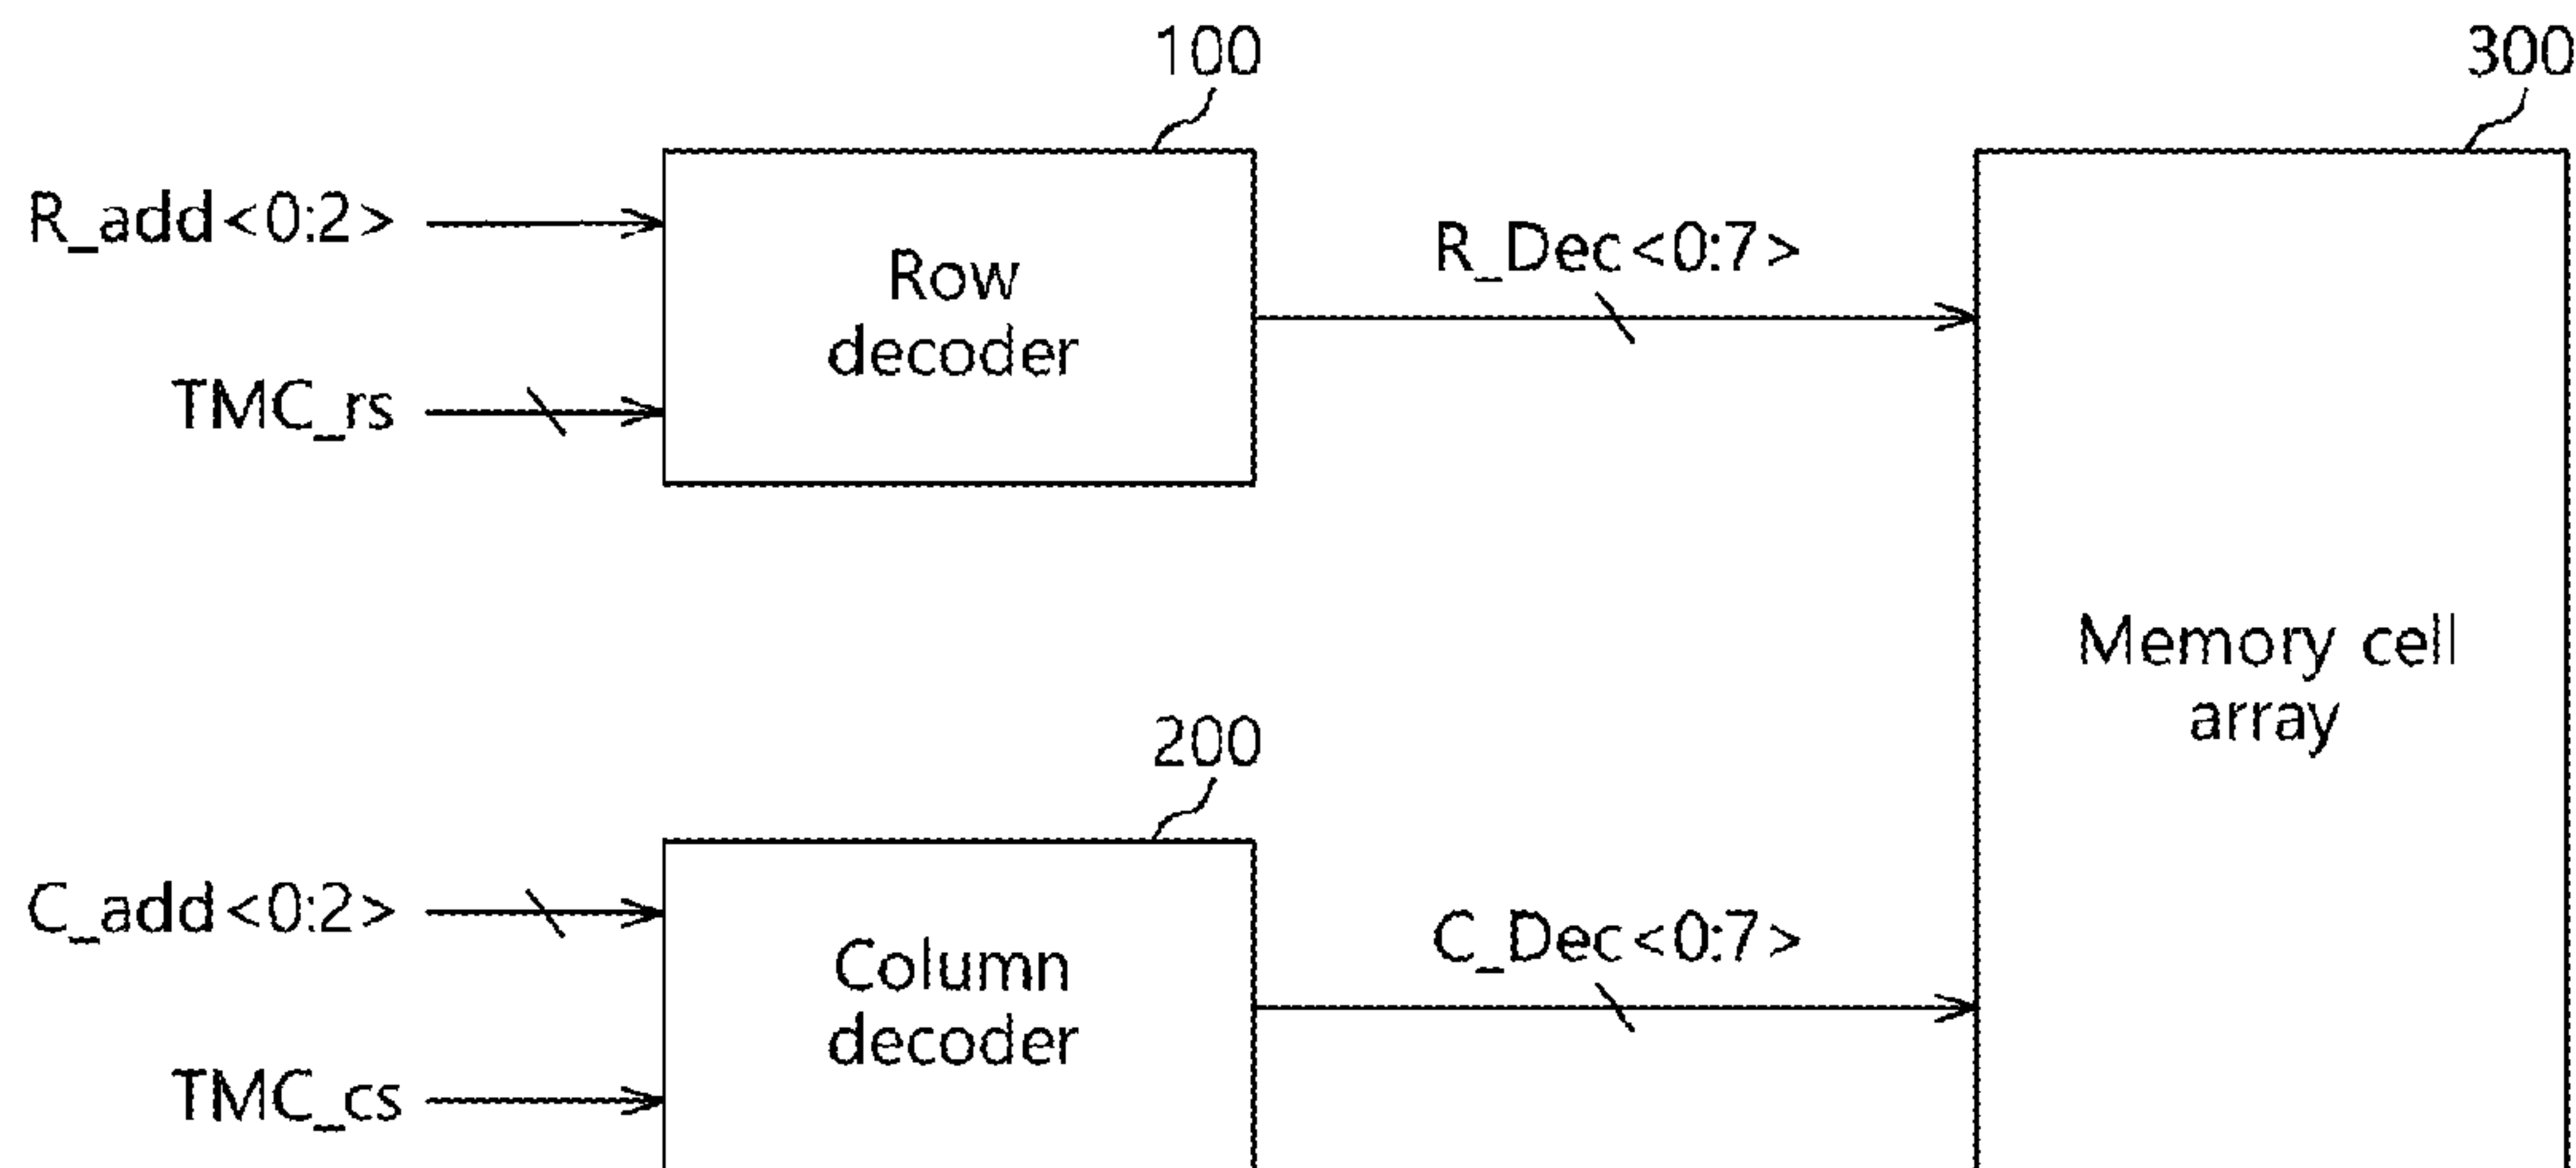 100
300
R_add<0:2>
Row
decoder
R_Dec<0:7>
TMC_rs
Memory cell
array
200
C_add<0:2>
Column
decoder
C_Dec<0:7>
TMC_cs